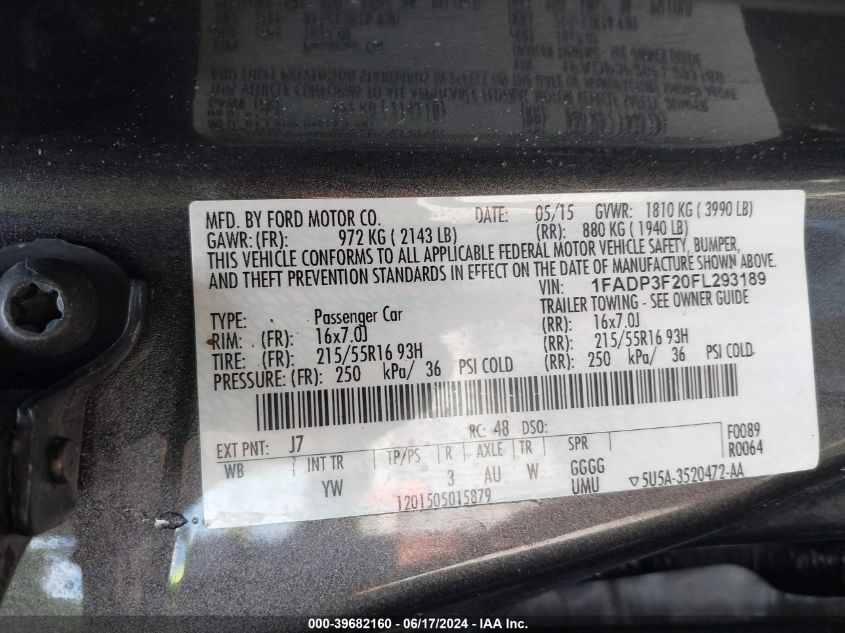 MFD. BY FORD MOTOR CO. DATE: 05/15 GVWR: 1810 KG ( 3990 LB)
GAWR: (FR): 972 KG ( 2143 LB) (RR): 880 KG ( 1940 LB)
THIS VEHICLE CONFORMS TO ALL APPLICABLE FEDERAL MOTOR VEHICLE SAFETY, BUMPER,
AND THEFT PREVENTION STANDARDS IN EFFECT ON THE DATE OF MANUFACTURE SHOWN ABOVE.
VIN: 1FADP3F20FL293189
TYPE: Passenger Car TRAILER TOWING - SEE OWNER GUIDE
RIM: (FR): 16x7.0J (RR): 16x7.0J
TIRE: (FR): 215/55R16 93H (RR): 215/55R16 93H
PRESSURE: (FR): 250 kPa/ 36 PSI COLD (RR): 250 kPa/ 36 PSI COLD
RC: 48 DSO:
EXT PNT: J7 F0089
WB INT TR TP/PS R AXLE TR SPR R0064
YW 3 AU W GGGG
UMU
1201505015879 ▽5U5A-3520472-AA
000-39682160 - 06/17/2024 - IAA Inc.